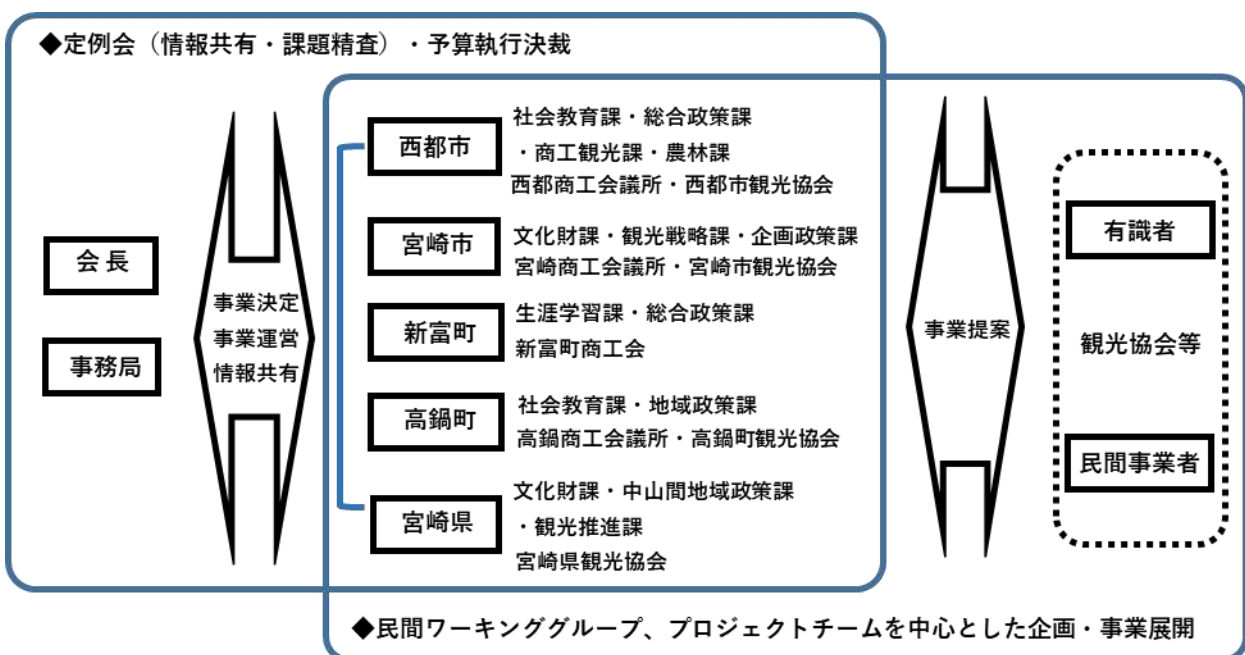 ◆定例会（情報共有・課題精査）・予算執行決裁
会長
事務局
事業決定
事業運営
情報共有
西都市
社会教育課・総合政策課
・商工観光課・農林課
西都商工会議所・西都市観光協会
宮崎市
文化財課・観光戦略課・企画政策課
宮崎商工会議所・宮崎市観光協会
新富町
生涯学習課・総合政策課
新富町商工会
高鍋町
社会教育課・地域政策課
高鍋商工会議所・高鍋町観光協会
宮崎県
文化財課・中山間地域政策課
・観光推進課
宮崎県観光協会
事業提案
有識者
観光協会等
民間事業者
◆民間ワーキンググループ、プロジェクトチームを中心とした企画・事業展開